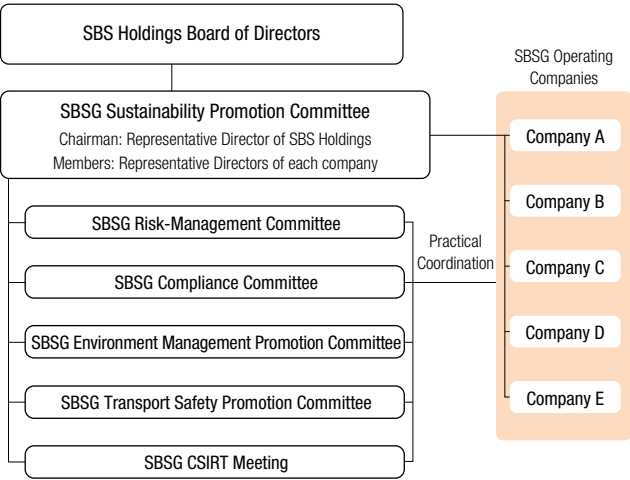 SBS Holdings Board of Directors
SBSG Sustainability Promotion Committee
Chairman: Representative Director of SBS Holdings
Members: Representative Directors of each company
SBSG Risk-Management Committee
SBSG Compliance Committee
SBSG Environment Management Promotion Committee
SBSG Transport Safety Promotion Committee
SBSG CSIRT Meeting
Practical
Coordination
SBSG Operating
Companies
Company A
Company B
Company C
Company D
Company E